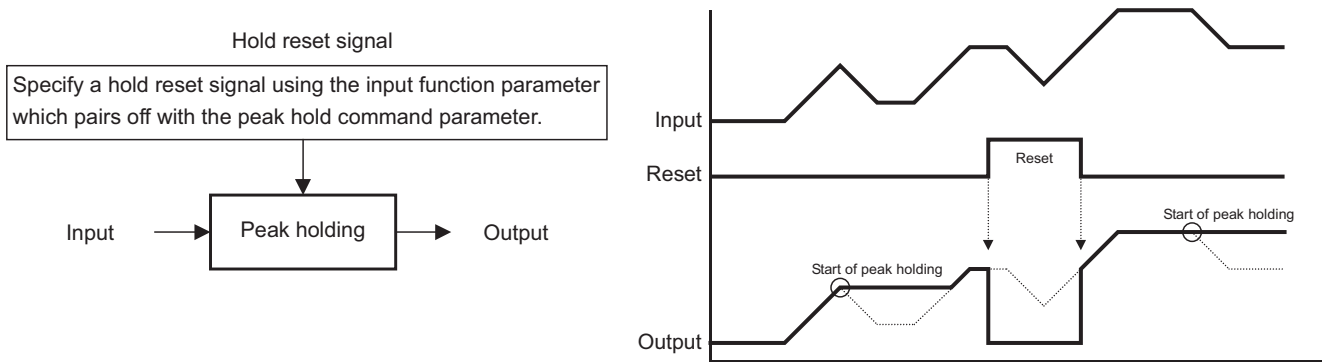 Hold reset signal
Specify a hold reset signal using the input function parameter
which pairs off with the peak hold command parameter.
Input
Peak holding
Output
Input
Reset
Reset
Start of peak holding
Start of peak holding
Output